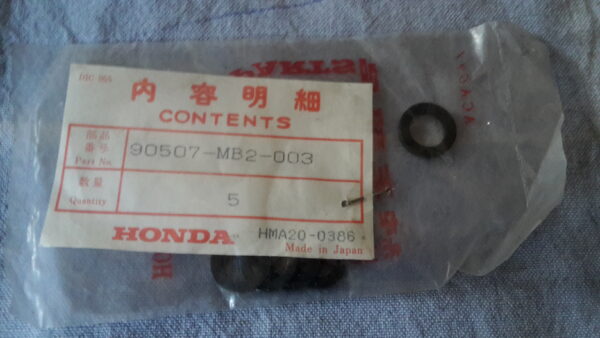 PARTS
内容明細
CONTENTS
部品番号
Part No.
90507-MB2-003
数量
Quantity
5
HONDA
HMA20-0386
Made in Japan